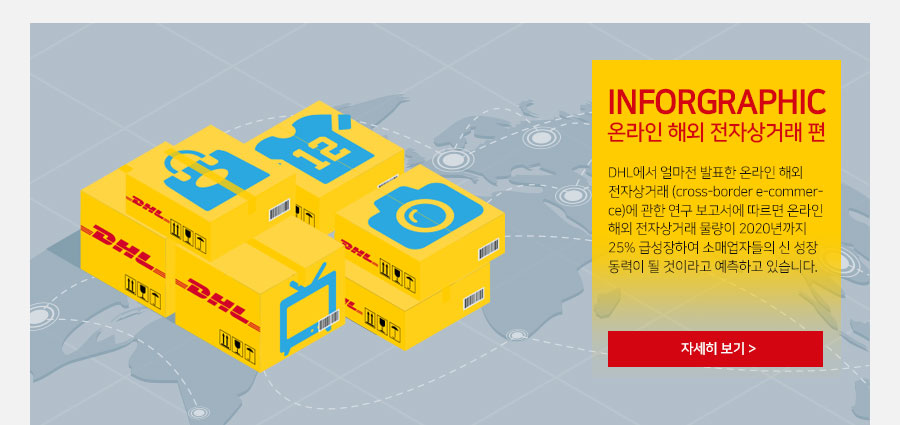 INFORGRAPHIC
온라인 해외 전자상거래 편
DHL에서 얼마전 발표한 온라인 해외
전자상거래 (cross-border e-commer-
ce)에 관한 연구 보고서에 따르면 온라인
해외 전자상거래 물량이 2020년까지
25% 급성장하여 소매업자들의 신 성장
동력이 될 것이라고 예측하고 있습니다.
자세히 보기 >
12
DHL
DHL
DHL
DHL
DHL